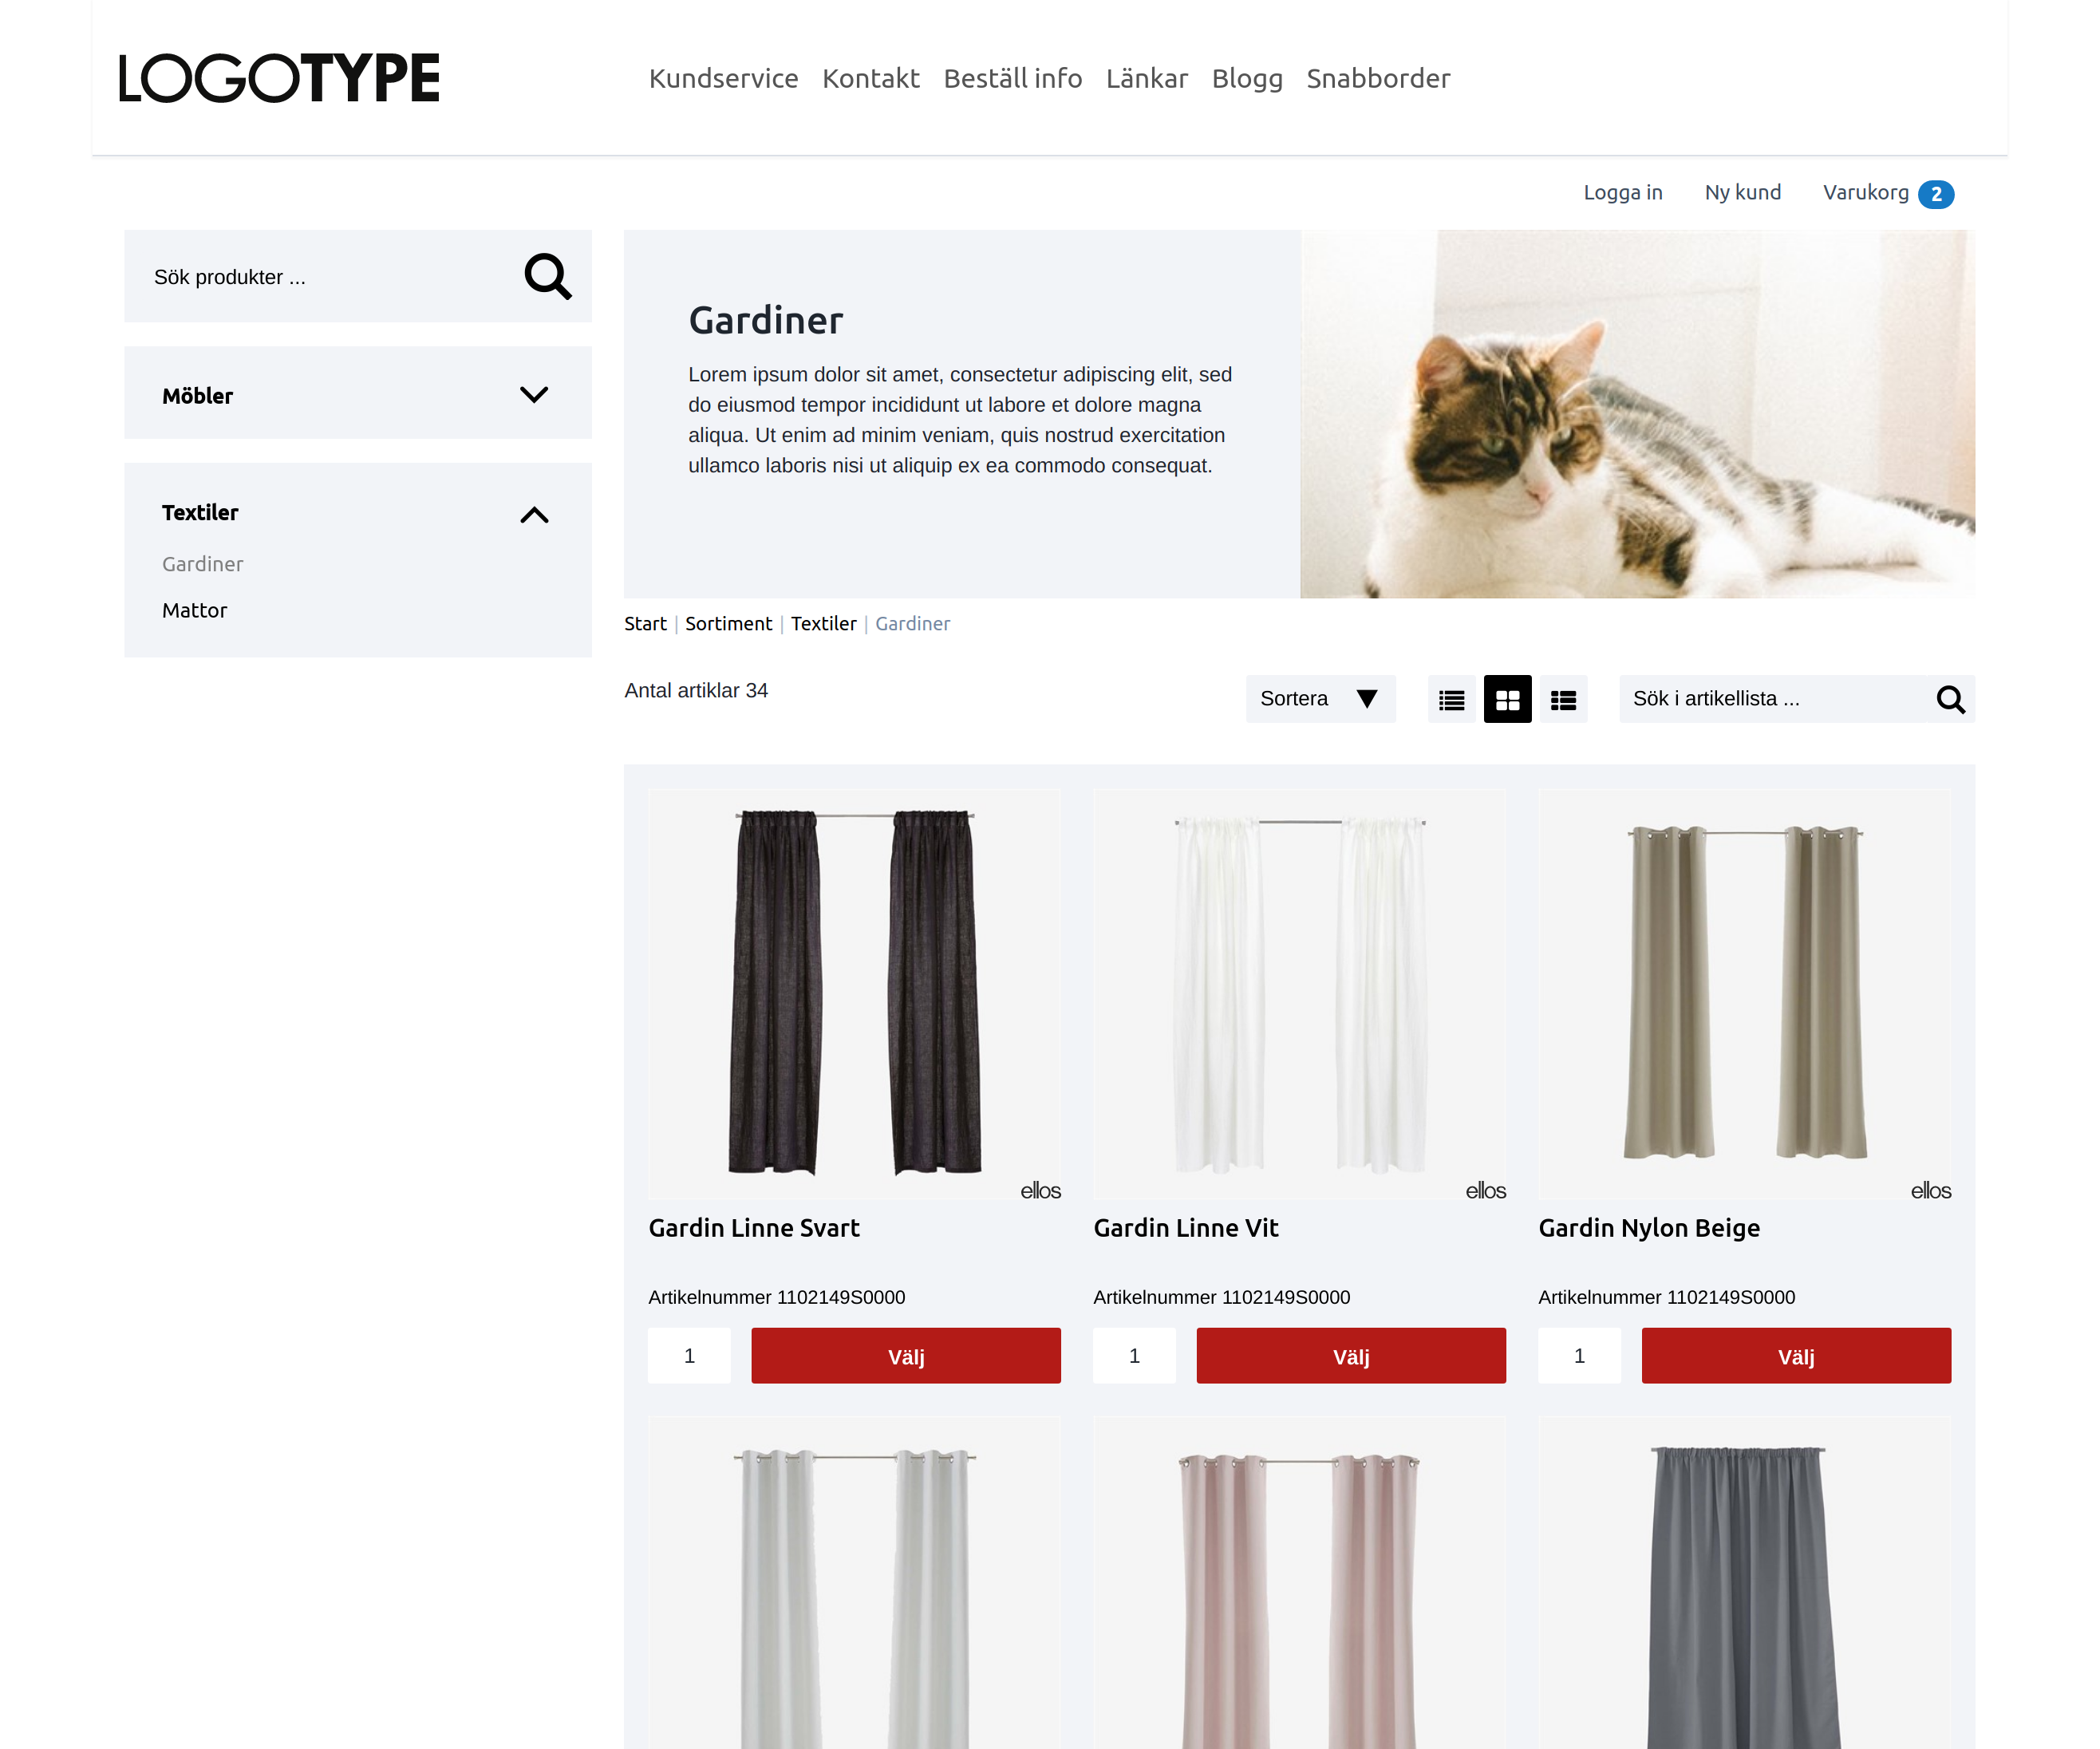 LOGOTYPE
Kundservice Kontakt Beställ info Länkar Blogg Snabborder
Logga in Ny kund Varukorg 2
Sök produkter ...
Möbler
Textiler
Gardiner
Mattor
Gardiner
Lorem ipsum dolor sit amet, consectetur adipiscing elit, sed
do eiusmod tempor incididunt ut labore et dolore magna
aliqua. Ut enim ad minim veniam, quis nostrud exercitation
ullamco laboris nisi ut aliquip ex ea commodo consequat.
Start | Sortiment | Textiler | Gardiner
Antal artiklar 34
Sortera
Sök i artikellista ...
ellos
Gardin Linne Svart
Artikelnummer 1102149S0000
1 Välj
ellos
Gardin Linne Vit
Artikelnummer 1102149S0000
1 Välj
ellos
Gardin Nylon Beige
Artikelnummer 1102149S0000
1 Välj